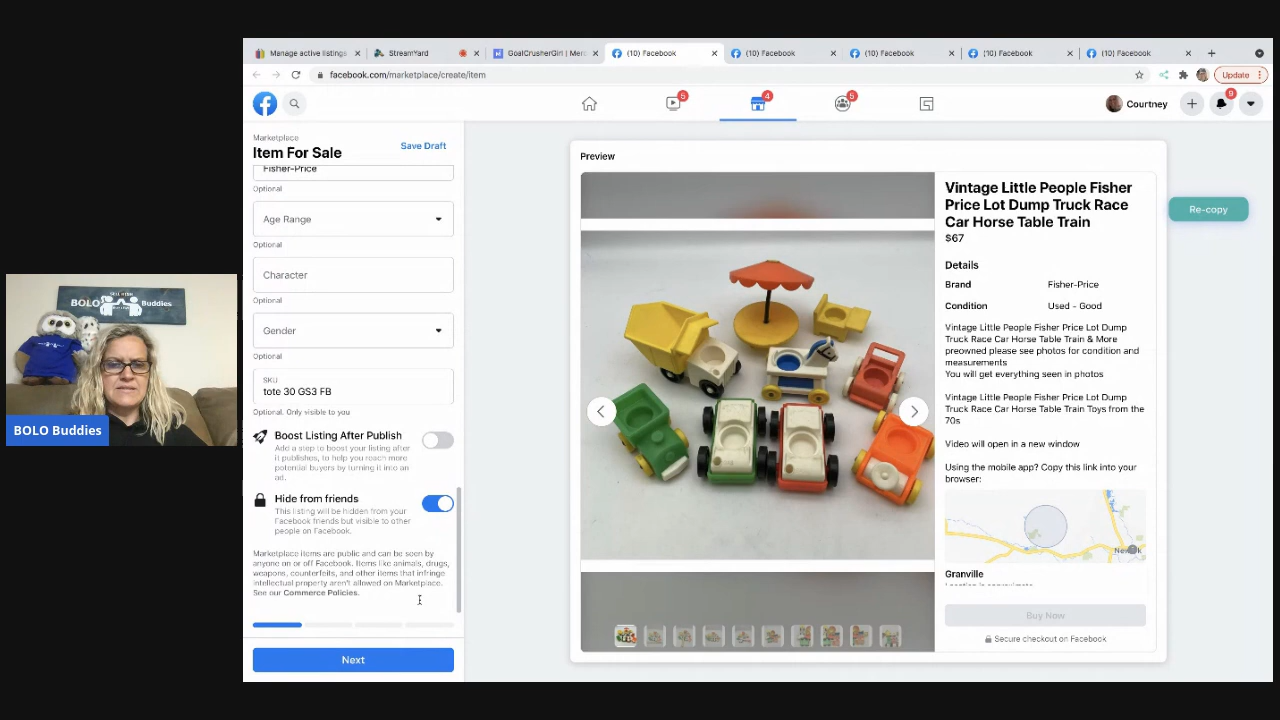 Manage active listings
StreamYard
GoalCrusherGirl | Merc
(10) Facebook
(10) Facebook
(10) Facebook
(10) Facebook
(10) Facebook
facebook.com/marketplace/create/item
Update
6
4
5
Courtney
9
Marketplace
Item For Sale
Save Draft
Fisher-Price
Optional
Age Range
Optional
Character
Optional
Gender
Optional
SKU
tote 30 GS3 FB
Optional. Only visible to you
Boost Listing After Publish
Add a step to boost your listing after
it publishes, to help you reach more
potential buyers by turning it into an
ad.
Hide from friends
This listing will be hidden from your
Facebook friends but visible to other
people on Facebook.
Marketplace items are public and can be seen by
anyone on or off Facebook. Items like animals, drugs,
weapons, counterfeits, and other items that infringe
intellectual property aren't allowed on Marketplace.
See our Commerce Policies.
Next
Preview
Vintage Little People Fisher
Price Lot Dump Truck Race
Car Horse Table Train
$67
Details
Brand Fisher-Price
Condition Used - Good
Vintage Little People Fisher Price Lot Dump
Truck Race Car Horse Table Train & More
preowned please see photos for condition and
measurements
You will get everything seen in photos
Vintage Little People Fisher Price Lot Dump
Truck Race Car Horse Table Train Toys from the
70s
Video will open in a new window
Using the mobile app? Copy this link into your
browser:
Granville
Location is approximate
Buy Now
Secure checkout on Facebook
Re-copy
BOLO Buddies
BOLO Buddies